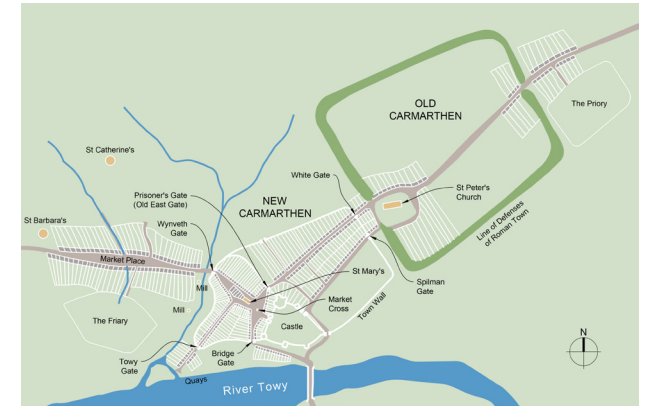 OLD
CARMARTHEN
The Priory
St Catherine's
White Gate
St Peter's
Church
Prisoner's Gate
(Old East Gate)
NEW
CARMARTHEN
St Barbara's
Wynveth
Gate
Line of Defenses
of Roman Town
Market Place
St Mary's
Spilman
Gate
Mill
Market
Cross
Town Wall
Mill
The Friary
Castle
N
Towy
Gate
Bridge
Gate
Quays
River Towy